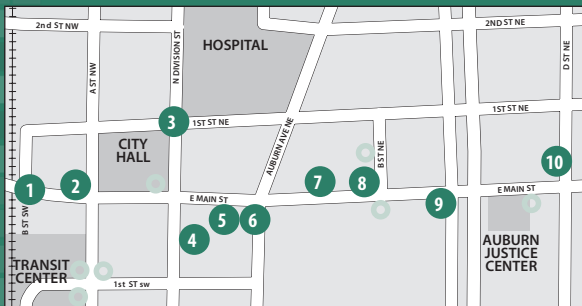 2nd ST NW
2ND ST NE
HOSPITAL
N DIVISION ST
A ST NW
D ST NE
AUBURN AVE NE
3
1ST ST NE
1ST ST NE
CITY
HALL
B ST NE
10
1
2
7
8
E MAIN ST
E MAIN ST
9
5
6
B ST SW
4
AUBURN
JUSTICE
CENTER
TRANSIT
CENTER
1st ST sw